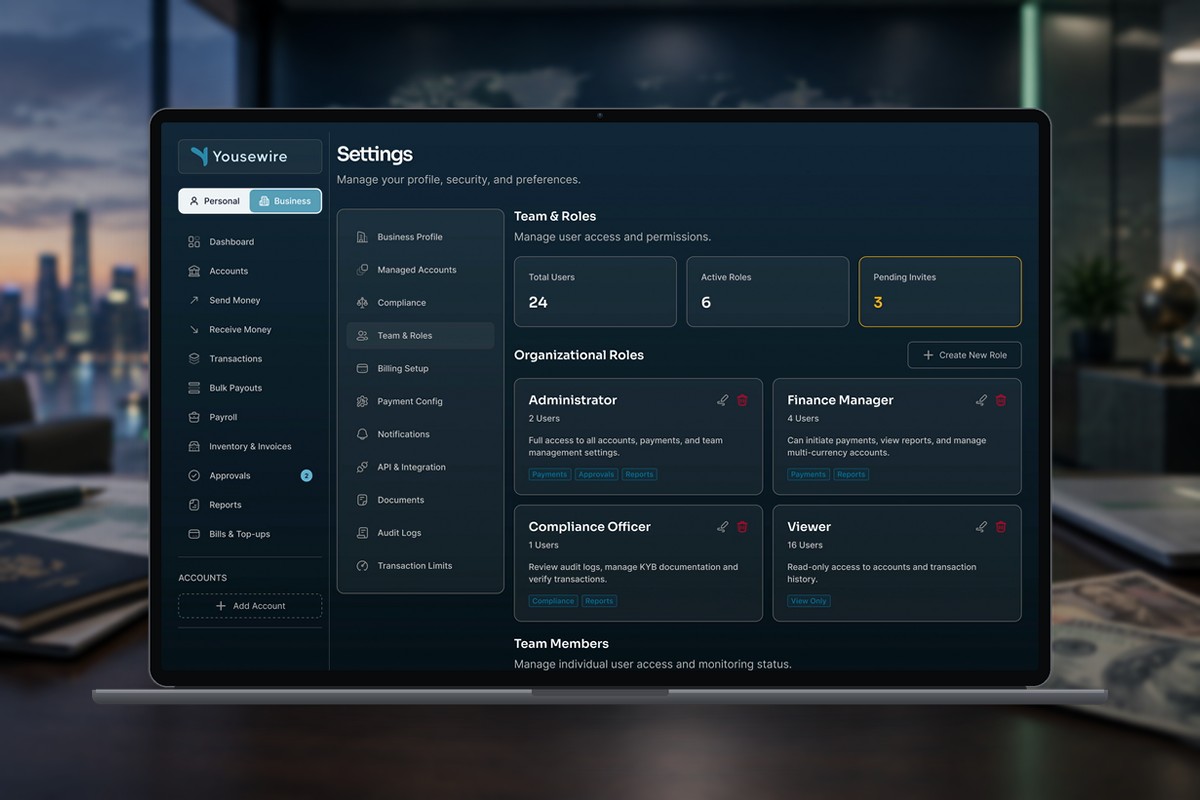 Yousewire
Personal
Business
Dashboard
Accounts
Send Money
Receive Money
Transactions
Bulk Payouts
Payroll
Inventory & Invoices
Approvals
2
Reports
Bills & Top-ups
ACCOUNTS
Add Account
Settings
Manage your profile, security, and preferences.
Business Profile
Managed Accounts
Compliance
Team & Roles
Billing Setup
Payment Config
Notifications
API & Integration
Documents
Audit Logs
Transaction Limits
Team & Roles
Manage user access and permissions.
Total Users
24
Active Roles
6
Pending Invites
3
Organizational Roles
Create New Role
Administrator
2 Users
Full access to all accounts, payments, and team
management settings.
Payments Approvals Reports
Finance Manager
4 Users
Can initiate payments, view reports, and manage
multi-currency accounts.
Payments Reports
Compliance Officer
1 Users
Review audit logs, manage KYB documentation and
verify transactions.
Compliance Reports
Viewer
16 Users
Read-only access to accounts and transaction
history.
View Only
Team Members
Manage individual user access and monitoring status.